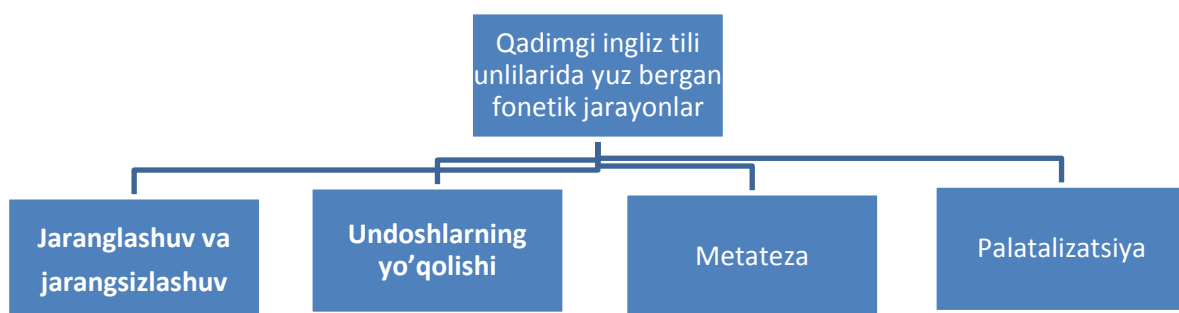 Qadimgi ingliz tili
unlilarida yuz bergan
fonetik jarayonlar
Jaranglashuv va
jarangsizlashuv
Undoshlarning
yo’qolishi
Metateza
Palatalizatsiya